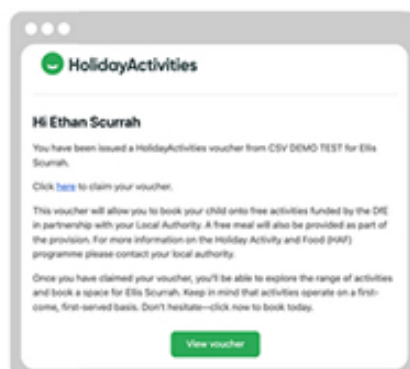 HolidayActivities
Hi Ethan Scurrah
You have been issued a HolidayActivities voucher from CSV DEMO TEST for Ellis
Scurrah.
Click here to claim your voucher.
This voucher will allow you to book your child onto free activities funded by the DfE
in partnership with your Local Authority. A free meal will also be provided as part of
the provision. For more information on the Holiday Activity and Food (HAF)
programme please contact your local authority.
Once you have claimed your voucher, you'll be able to explore the range of activities
and book a space for Ellis Scurrah. Keep in mind that activities operate on a first-
come, first-served basis. Don't hesitate—click now to book today.
View voucher